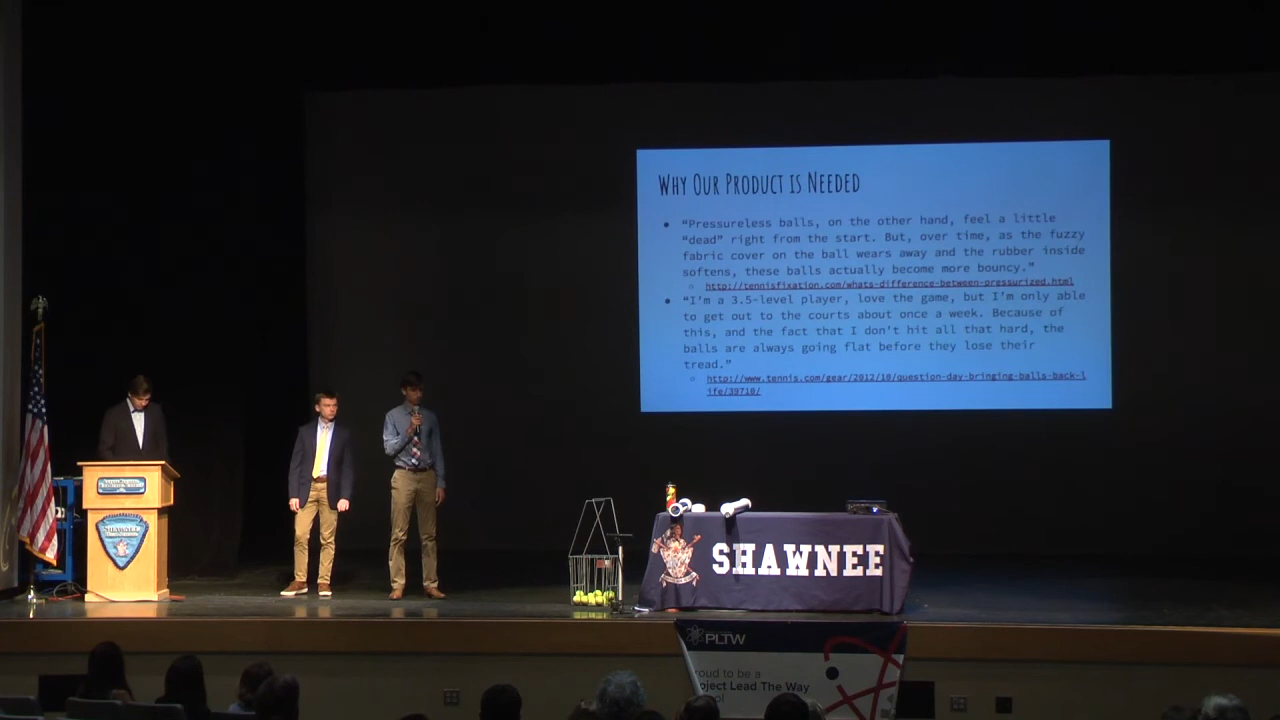 WHY OUR PRODUCT IS NEEDED
● "Pressureless balls, on the other hand, feel a little
"dead" right from the start. But, over time, as the fuzzy
fabric cover on the ball wears away and the rubber inside
softens, these balls actually become more bouncy."
○ http://tennisfixation.com/whats-difference-between-pressurized.html
● "I'm a 3.5-level player, love the game, but I'm only able
to get out to the courts about once a week. Because of
this, and the fact that I don't hit all that hard, the
balls are always going flat before they lose their
tread."
○ http://www.tennis.com/gear/2012/10/question-day-bringing-balls-back-l
ife/39710/
SHAWNEE
SHAWNEE
PLTW
roud to be a
oject Lead The Way
ool